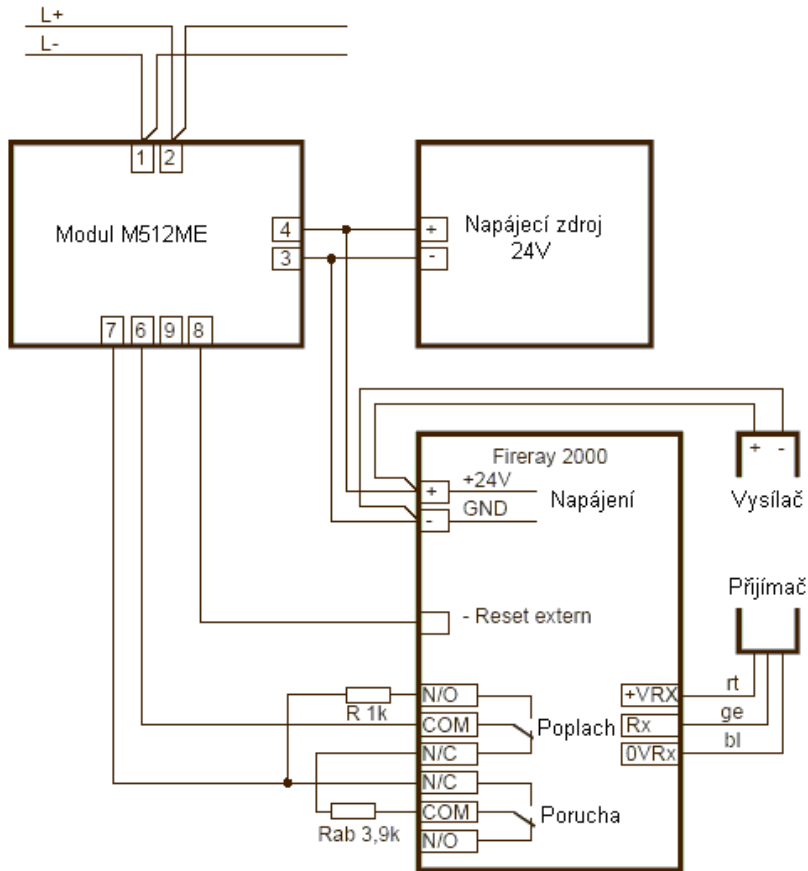 L+
L-
1 2
Modul M512ME
4
3
7 6 9 8
Napájecí zdroj
24V
+
-
Fireray 2000
+ +24V
- GND
Napájení
- Reset extern
+ -
Vysílač
Přijímač
R 1k
N/O
COM
N/C
Poplach
N/C
COM
N/O
Porucha
Rab 3,9k
+VRX rt
Rx ge
0VRx bl